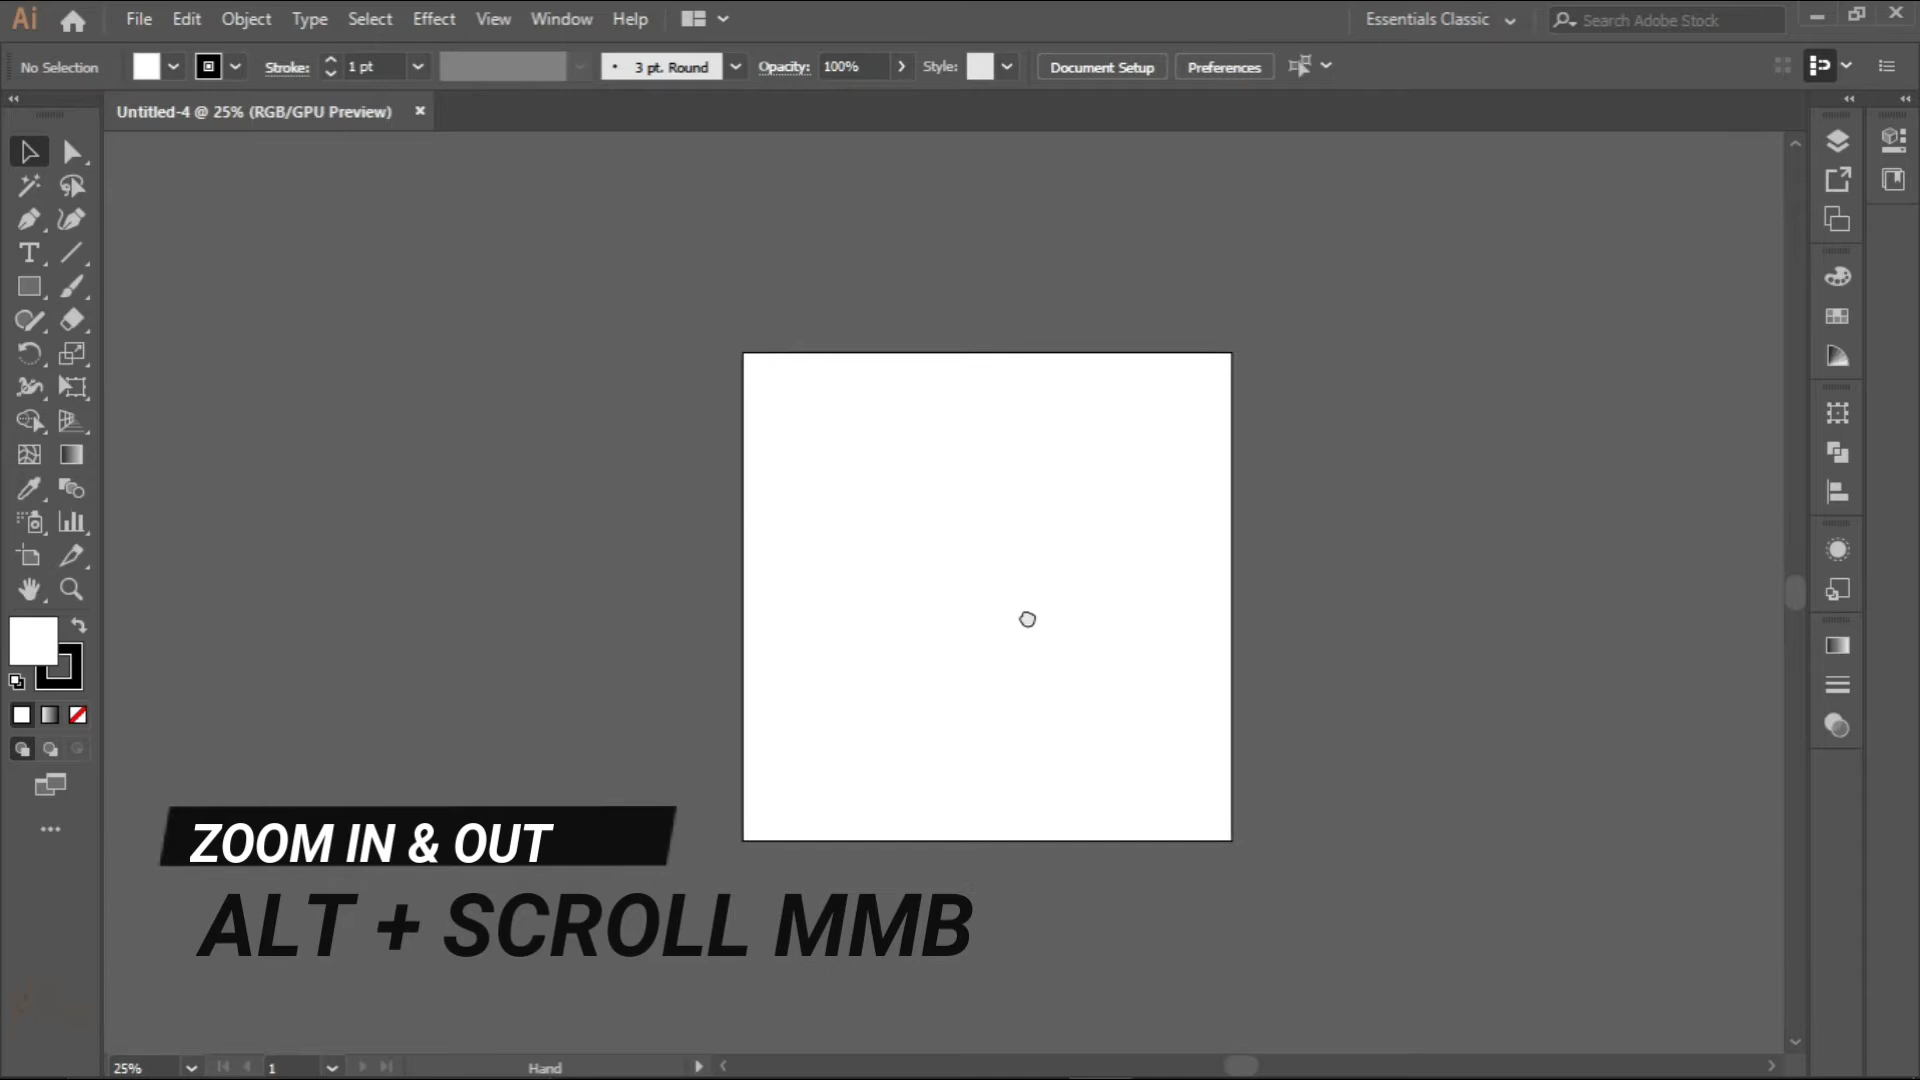 Ai File Edit Object Type Select Effect View Window Help Essentials Classic Search Adobe Stock
No Selection Stroke: 1 pt 3 pt. Round Opacity: 100% Style: Document Setup Preferences
Untitled-4 @ 25% (RGB/GPU Preview)
ZOOM IN & OUT
ALT + SCROLL MMB
25% 1 Hand